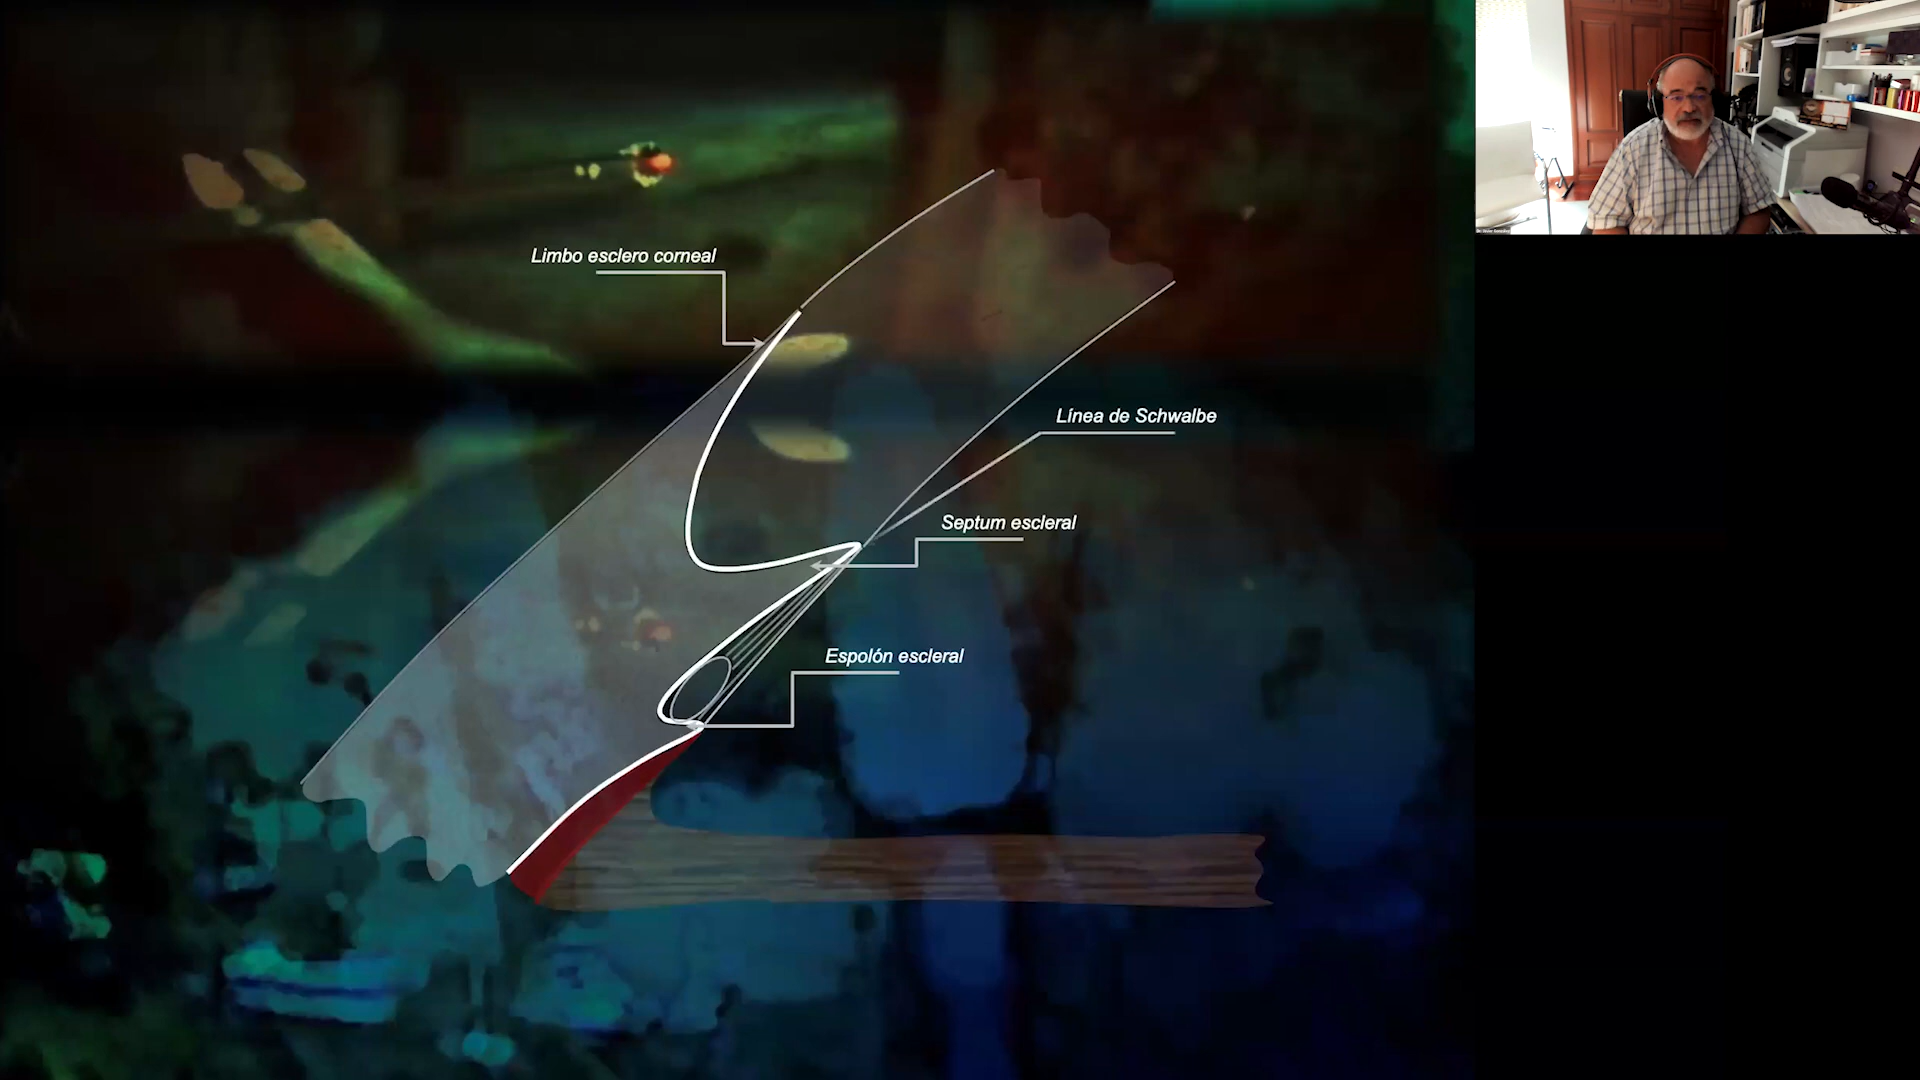 Limbo esclero corneal
Línea de Schwalbe
Septum escleral
Espolón escleral